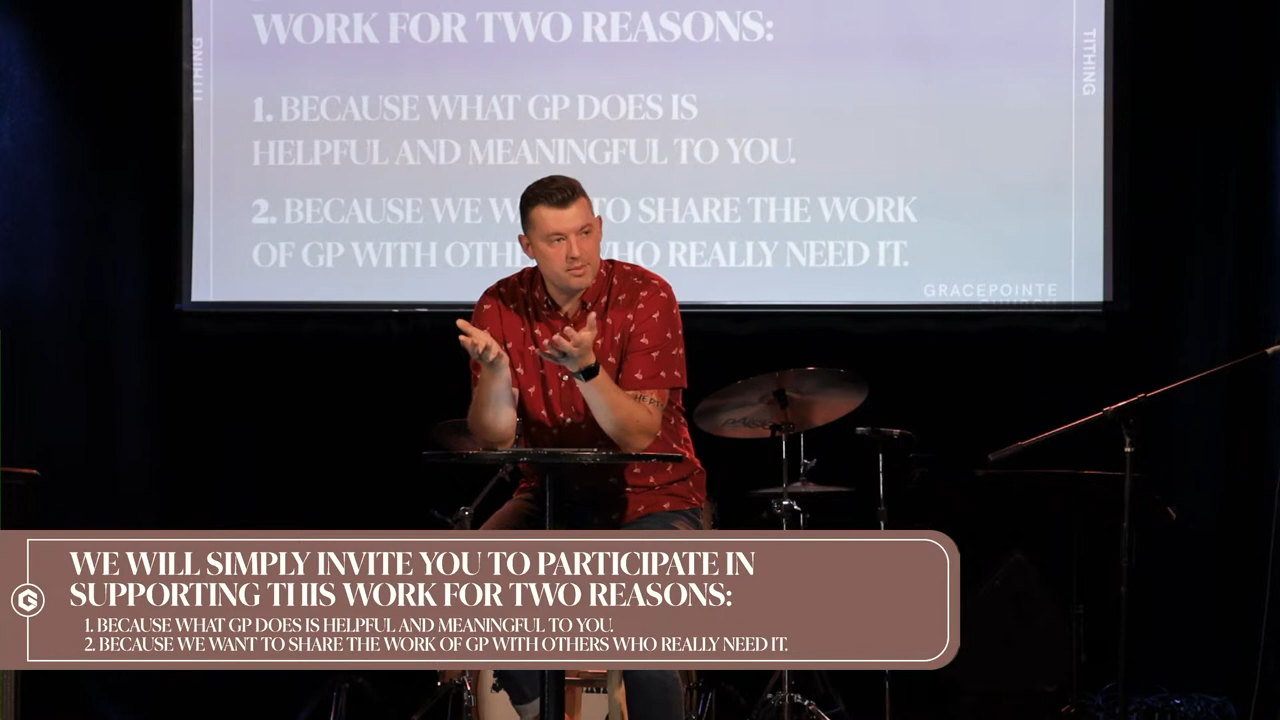 WORK FOR TWO REASONS:
TITHING
TITHING
1. BECAUSE WHAT GP DOES IS
HELPFUL AND MEANINGFUL TO YOU.
2. BECAUSE WE W TO SHARE THE WORK
OF GP WITH OTHE WHO REALLY NEED IT.
GRACEPOINTE
CHURCH
WE WILL SIMPLY INVITE YOU TO PARTICIPATE IN
SUPPORTING THIS WORK FOR TWO REASONS:
1. BECAUSE WHAT GP DOES IS HELPFUL AND MEANINGFUL TO YOU.
2. BECAUSE WE WANT TO SHARE THE WORK OF GP WITH OTHERS WHO REALLY NEED IT.